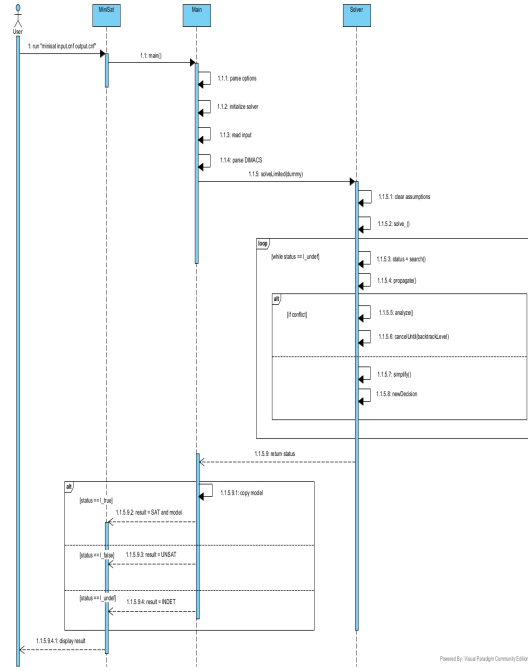 MiniSat
Main
Solver
User
1: run "minisat input.cnf output.cnf"
1.1: main()
1.1.1: parse options
1.1.2: initialize solver
1.1.3: read input
1.1.4: parse DIMACS
1.1.5: solveLimited(dummy)
1.1.5.1: clear assumptions
1.1.5.2: solve_()
loop
[while status == l_undef]
1.1.5.3: status = search()
1.1.5.4: propagate()
alt
[if conflict]
1.1.5.5: analyze()
1.1.5.6: cancelUntil(backtrackLevel)
1.1.5.7: simplify()
1.1.5.8: newDecision
1.1.5.9: return status
alt
[status == l_true]
1.1.5.9.1: copy model
1.1.5.9.2: result = SAT and model
[status == l_false]
1.1.5.9.3: result = UNSAT
[status == l_undef]
1.1.5.9.4: result = INDET
1.1.5.9.4.1: display result
Powered By: Visual Paradigm Community Edition